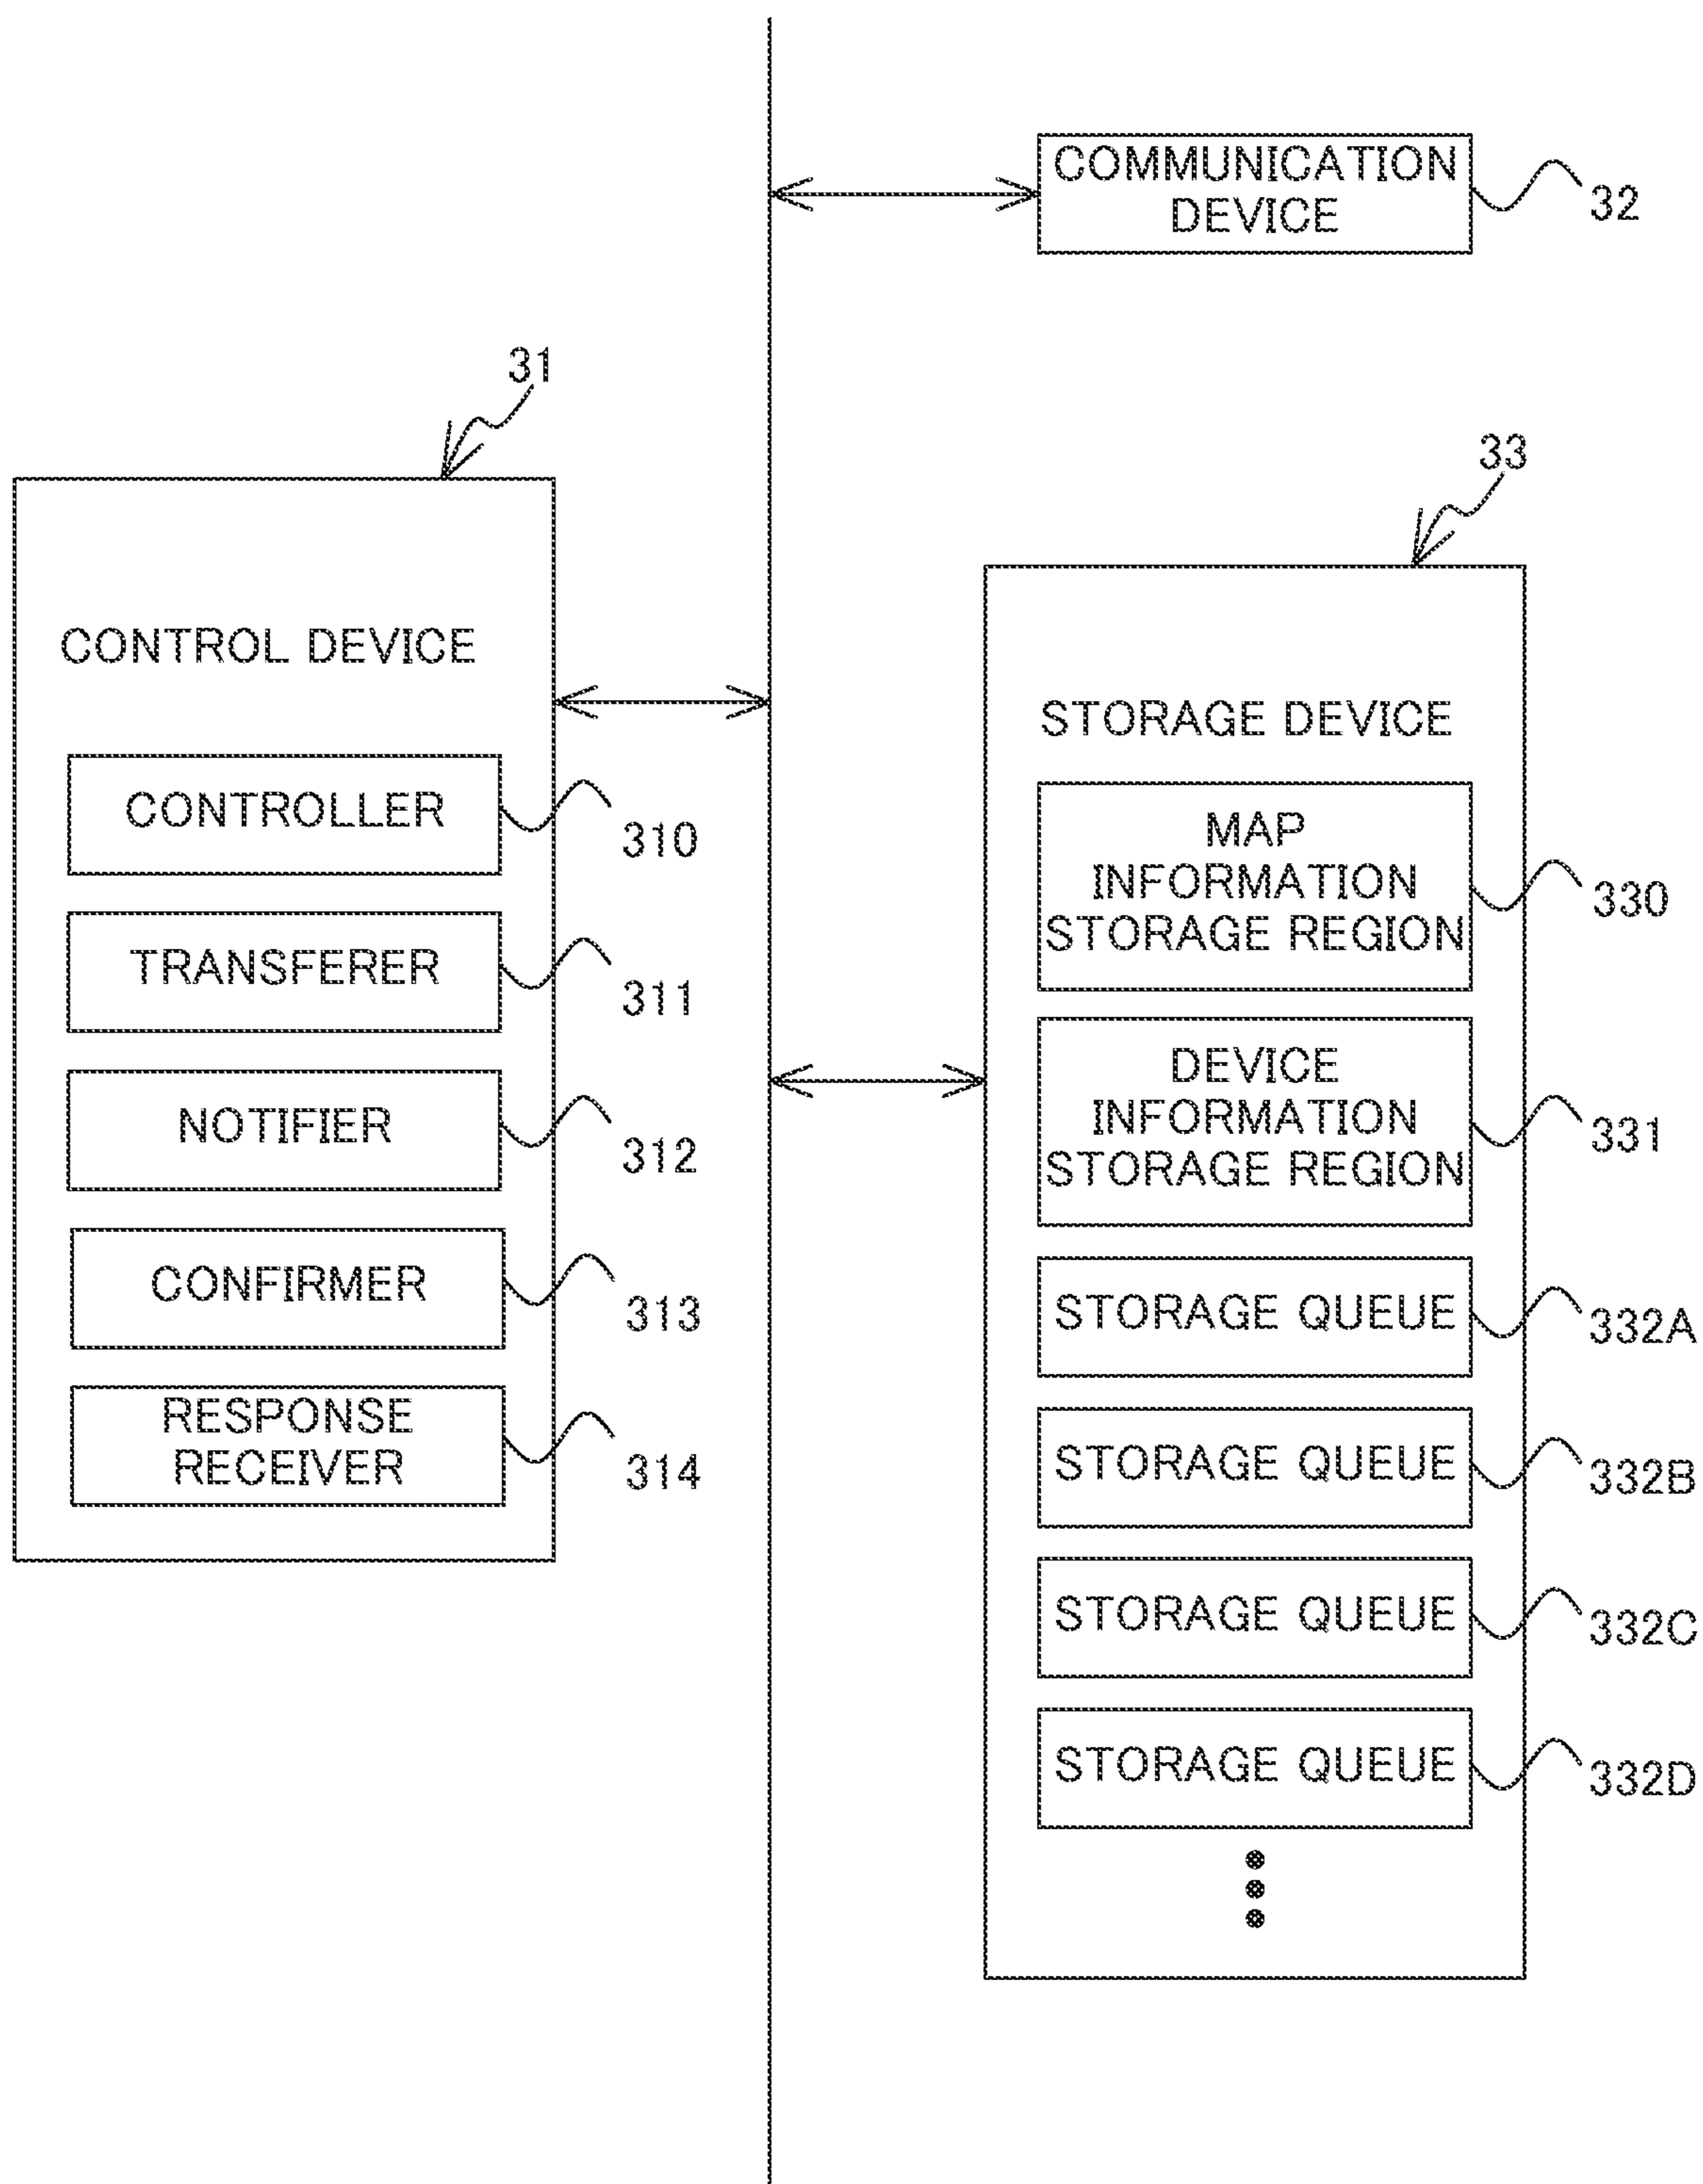 COMMUNICATION
DEVICE
32
31
CONTROL DEVICE
CONTROLLER
310
TRANSFERER
311
NOTIFIER
312
CONFIRMER
313
RESPONSE
RECEIVER
314
33
STORAGE DEVICE
MAP
INFORMATION
STORAGE REGION
330
DEVICE
INFORMATION
STORAGE REGION
331
STORAGE QUEUE
332A
STORAGE QUEUE
332B
STORAGE QUEUE
332C
STORAGE QUEUE
332D